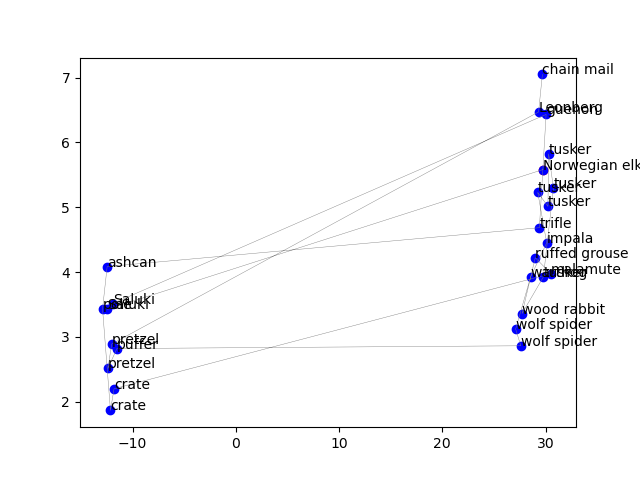 chain mail
Leonberg
guenon
tusker
Norwegian elk
tusker
tusker
tusker
trifle
impala
ruffed grouse
malamute
wood rabbit
wolf spider
wolf spider
ashcan
Saluki
pretzel
puffer
pretzel
crate
crate
7
6
5
4
3
2
−10
0
10
20
30